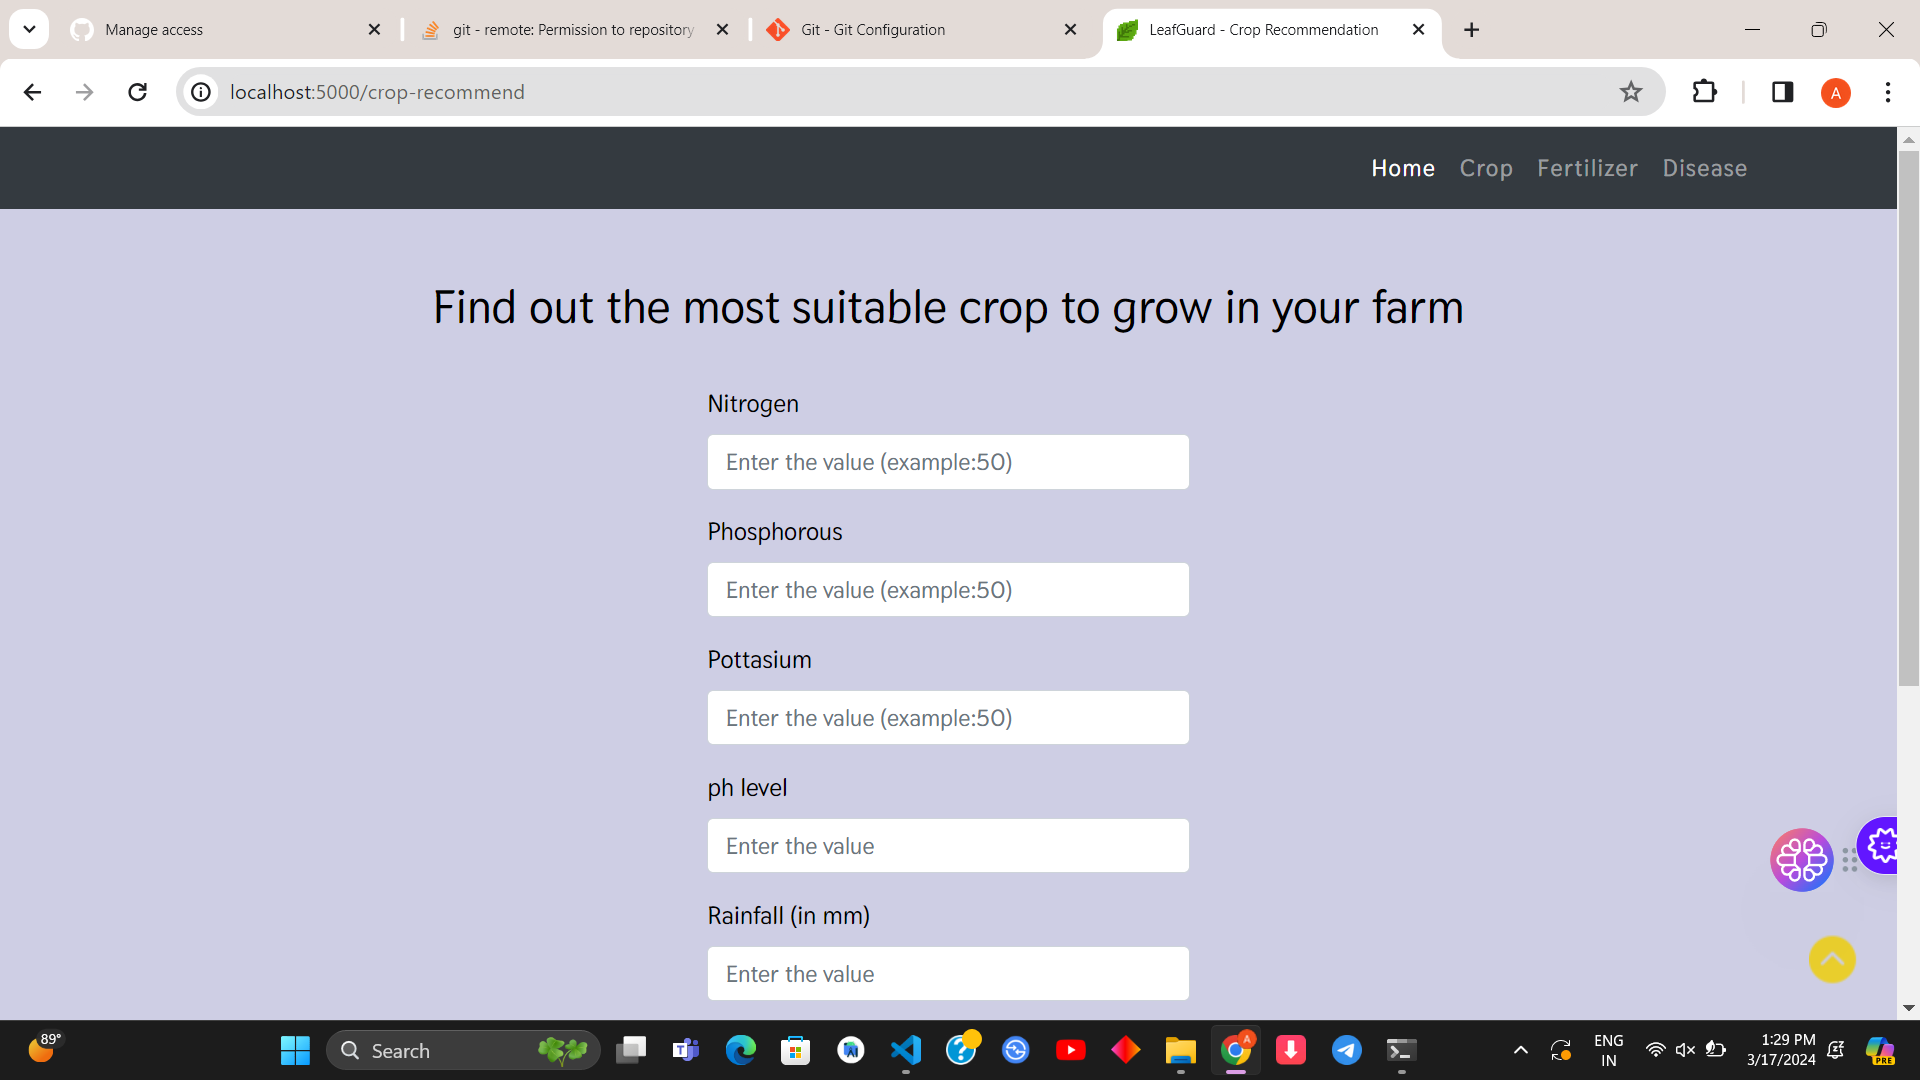 Manage access
git - remote: Permission to repository
Git - Git Configuration
LeafGuard - Crop Recommendation
localhost:5000/crop-recommend
A
Home Crop Fertilizer Disease
Find out the most suitable crop to grow in your farm
Nitrogen
Enter the value (example:50)
Phosphorous
Enter the value (example:50)
Pottasium
Enter the value (example:50)
ph level
Enter the value
Rainfall (in mm)
Enter the value
89°
Search
A
ENG
IN
1:29 PM
3/17/2024
PRE